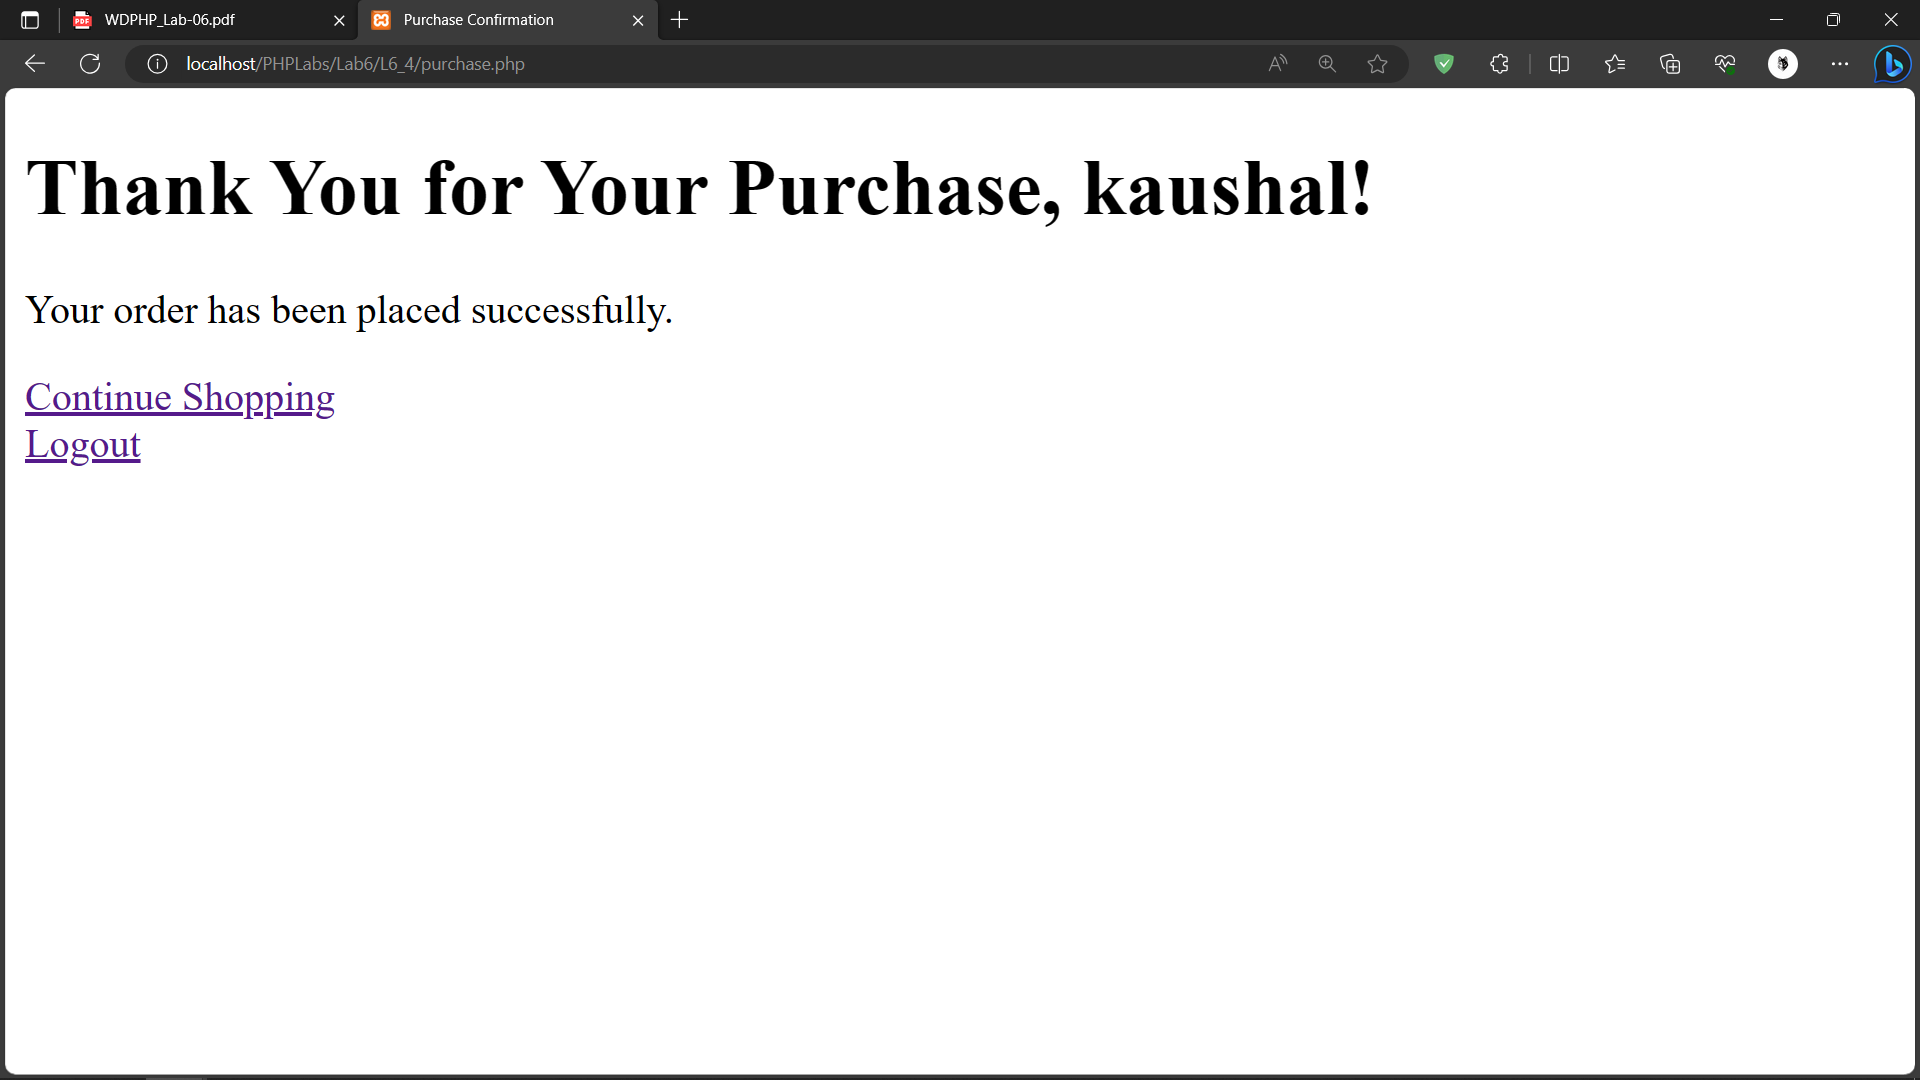 WDPHP_Lab-06.pdf
Purchase Confirmation
localhost/PHPLabs/Lab6/L6_4/purchase.php
Thank You for Your Purchase, kaushal!
Your order has been placed successfully.
Continue Shopping
Logout